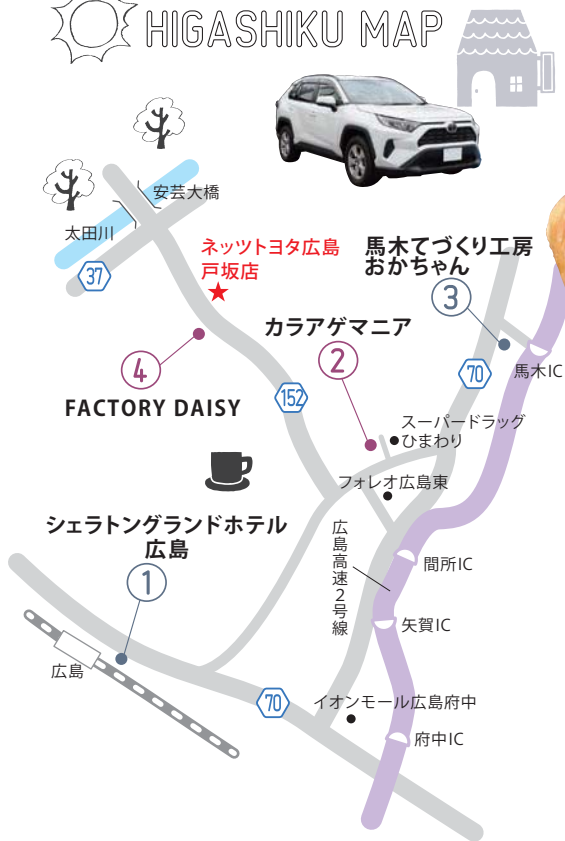 HIGASHIKU MAP
安芸大橋
太田川
37
ネッツトヨタ広島
戸坂店
馬木てづくり工房
おかちゃん
3
カラアゲマニア
2
4
FACTORY DAISY
152
70
馬木IC
スーパードラッグ
ひまわり
フォレオ広島東
シェラトングランドホテル
広島
1
広島高速2号線
間所IC
矢賀IC
広島
70
イオンモール広島府中
府中IC